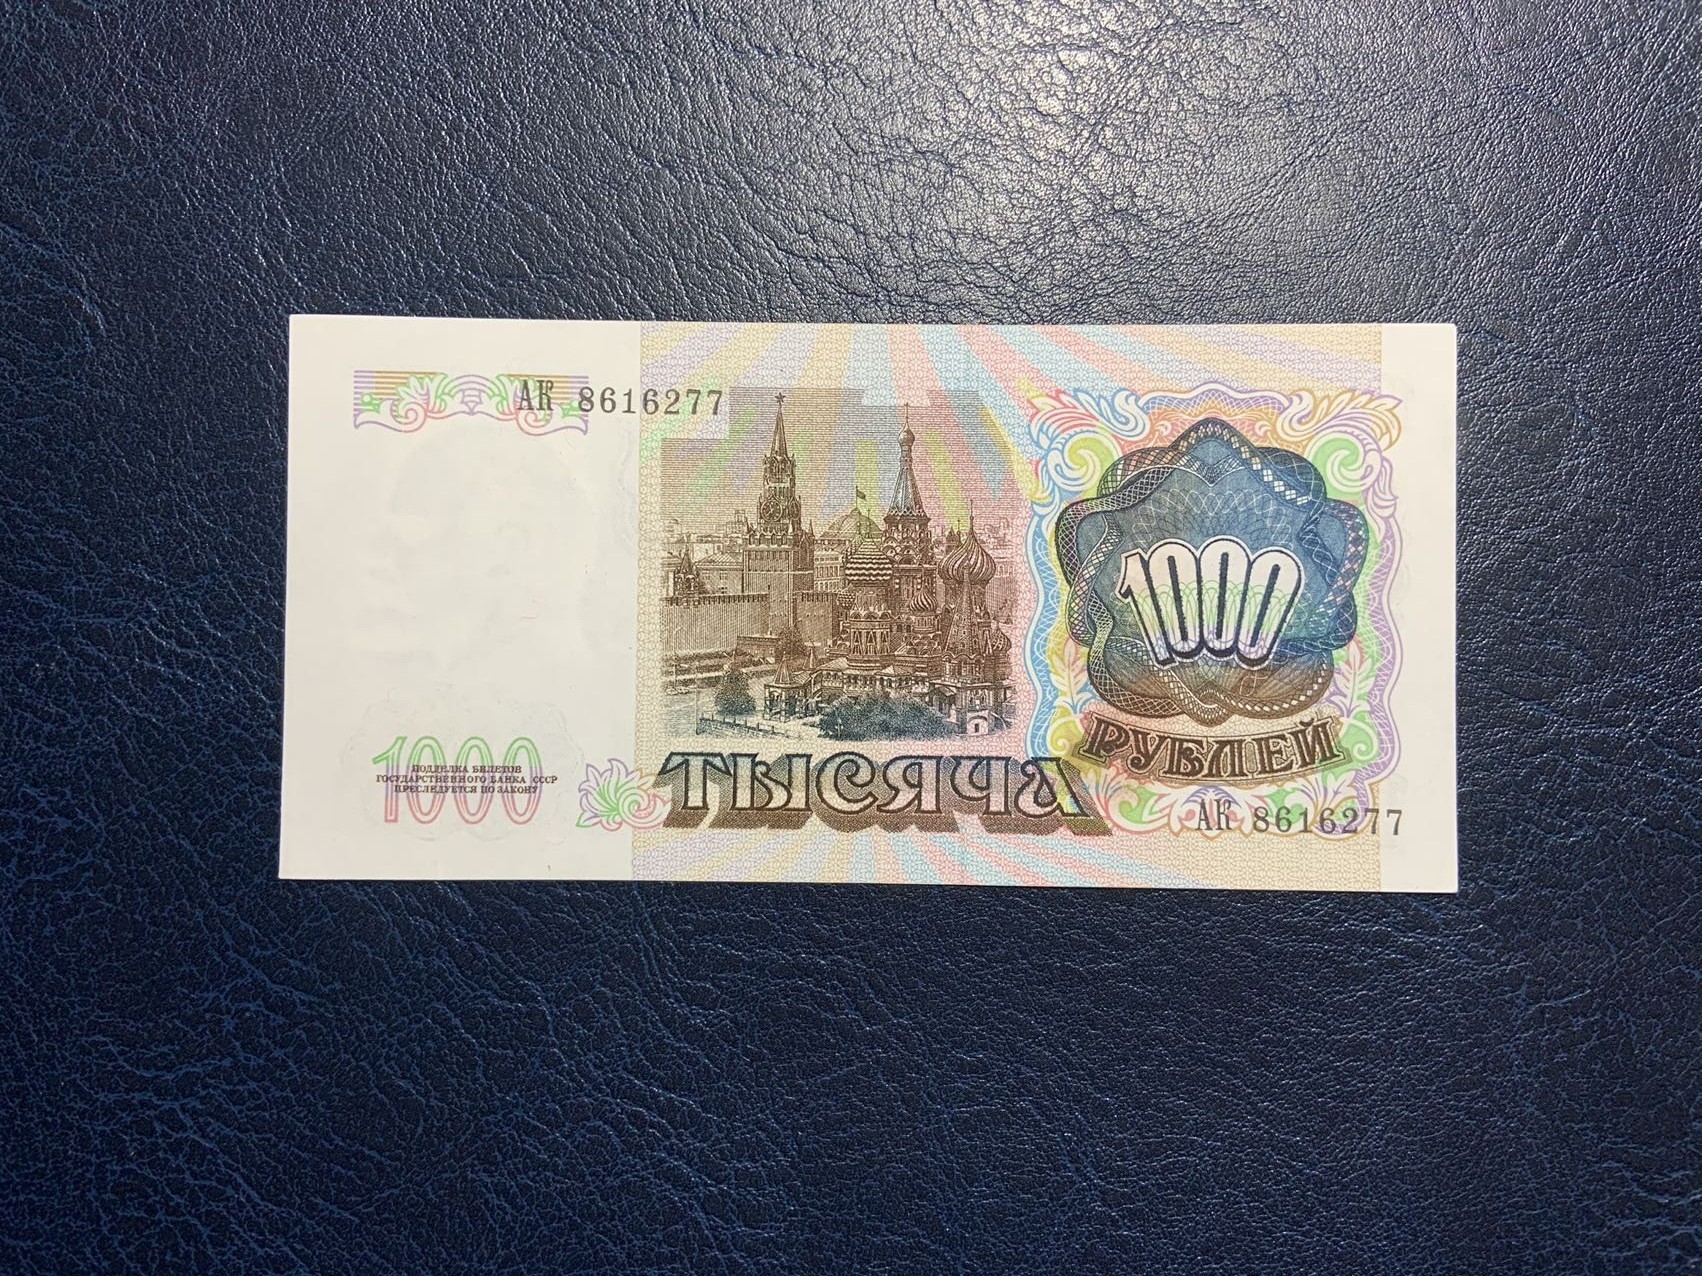 АК 8616277
1000
ТЫСЯЧА
РУБЛЕЙ
1000
ПОДДЕЛКА БИЛЕТОВ
ГОСУДАРСТВЕННОГО БАНКА СССР
ПРЕСЛЕДУЕТСЯ ПО ЗАКОНУ
АК 8616277